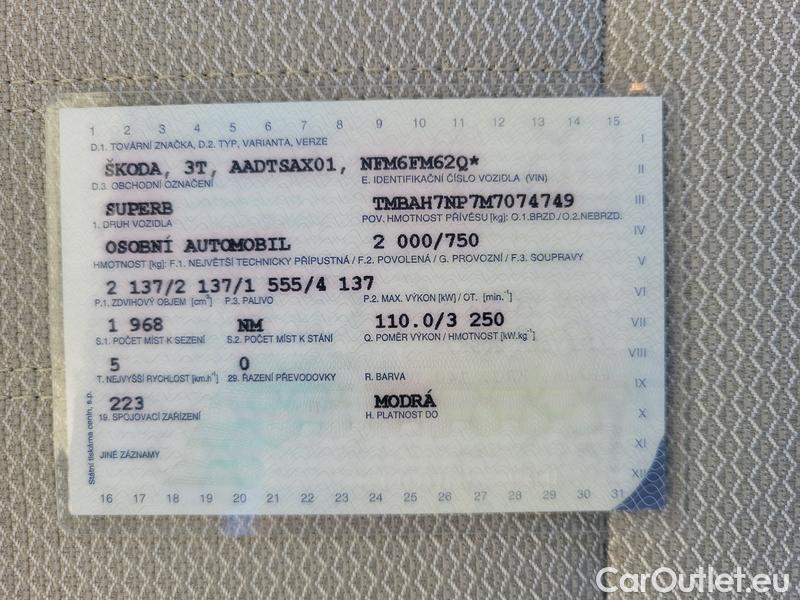 1 2 3 4 5 6 7 8 9 10 11 12 13 14 15
D.1. TOVÁRNÍ ZNAČKA, D.2. TYP, VARIANTA, VERZE
I
ŠKODA, 3T, AADTSAX01, NFM6FM62Q*
II
D.3. OBCHODNÍ OZNAČENÍ E. IDENTIFIKAČNÍ ČÍSLO VOZIDLA (VIN)
SUPERB TMBAH7NP7M7074749
III
1. DRUH VOZIDLA POV. HMOTNOST PŘÍVĚSU [kg]: O.1.BRZD./O.2.NEBRZD.
IV
OSOBNÍ AUTOMOBIL 2 000/750
HMOTNOST [kg]: F.1. NEJVĚTŠÍ TECHNICKY PŘÍPUSTNÁ / F.2. POVOLENÁ / G. PROVOZNÍ / F.3. SOUPRAVY
V
2 137/2 137/1 555/4 137
VI
P.1. ZDVIHOVÝ OBJEM [cm³] P.3. PALIVO P.2. MAX. VÝKON [kW] / OT. [min.⁻¹]
1 968 NM 110.0/3 250
VII
S.1. POČET MÍST K SEZENÍ S.2. POČET MÍST K STÁNÍ Q. POMĚR VÝKON / HMOTNOST [kW.kg⁻¹]
VIII
5 0
T. NEJVYŠŠÍ RYCHLOST [km.h⁻¹] 29. ŘAZENÍ PŘEVODOVKY R. BARVA
IX
223 MODRÁ
X
19. SPOJOVACÍ ZAŘÍZENÍ H. PLATNOST DO
XI
JINÉ ZÁZNAMY
XII
Státní tiskárna cenin, s.p.
16 17 18 19 20 21 22 23 24 25 26 27 28 29 30 31
CarOutlet.eu